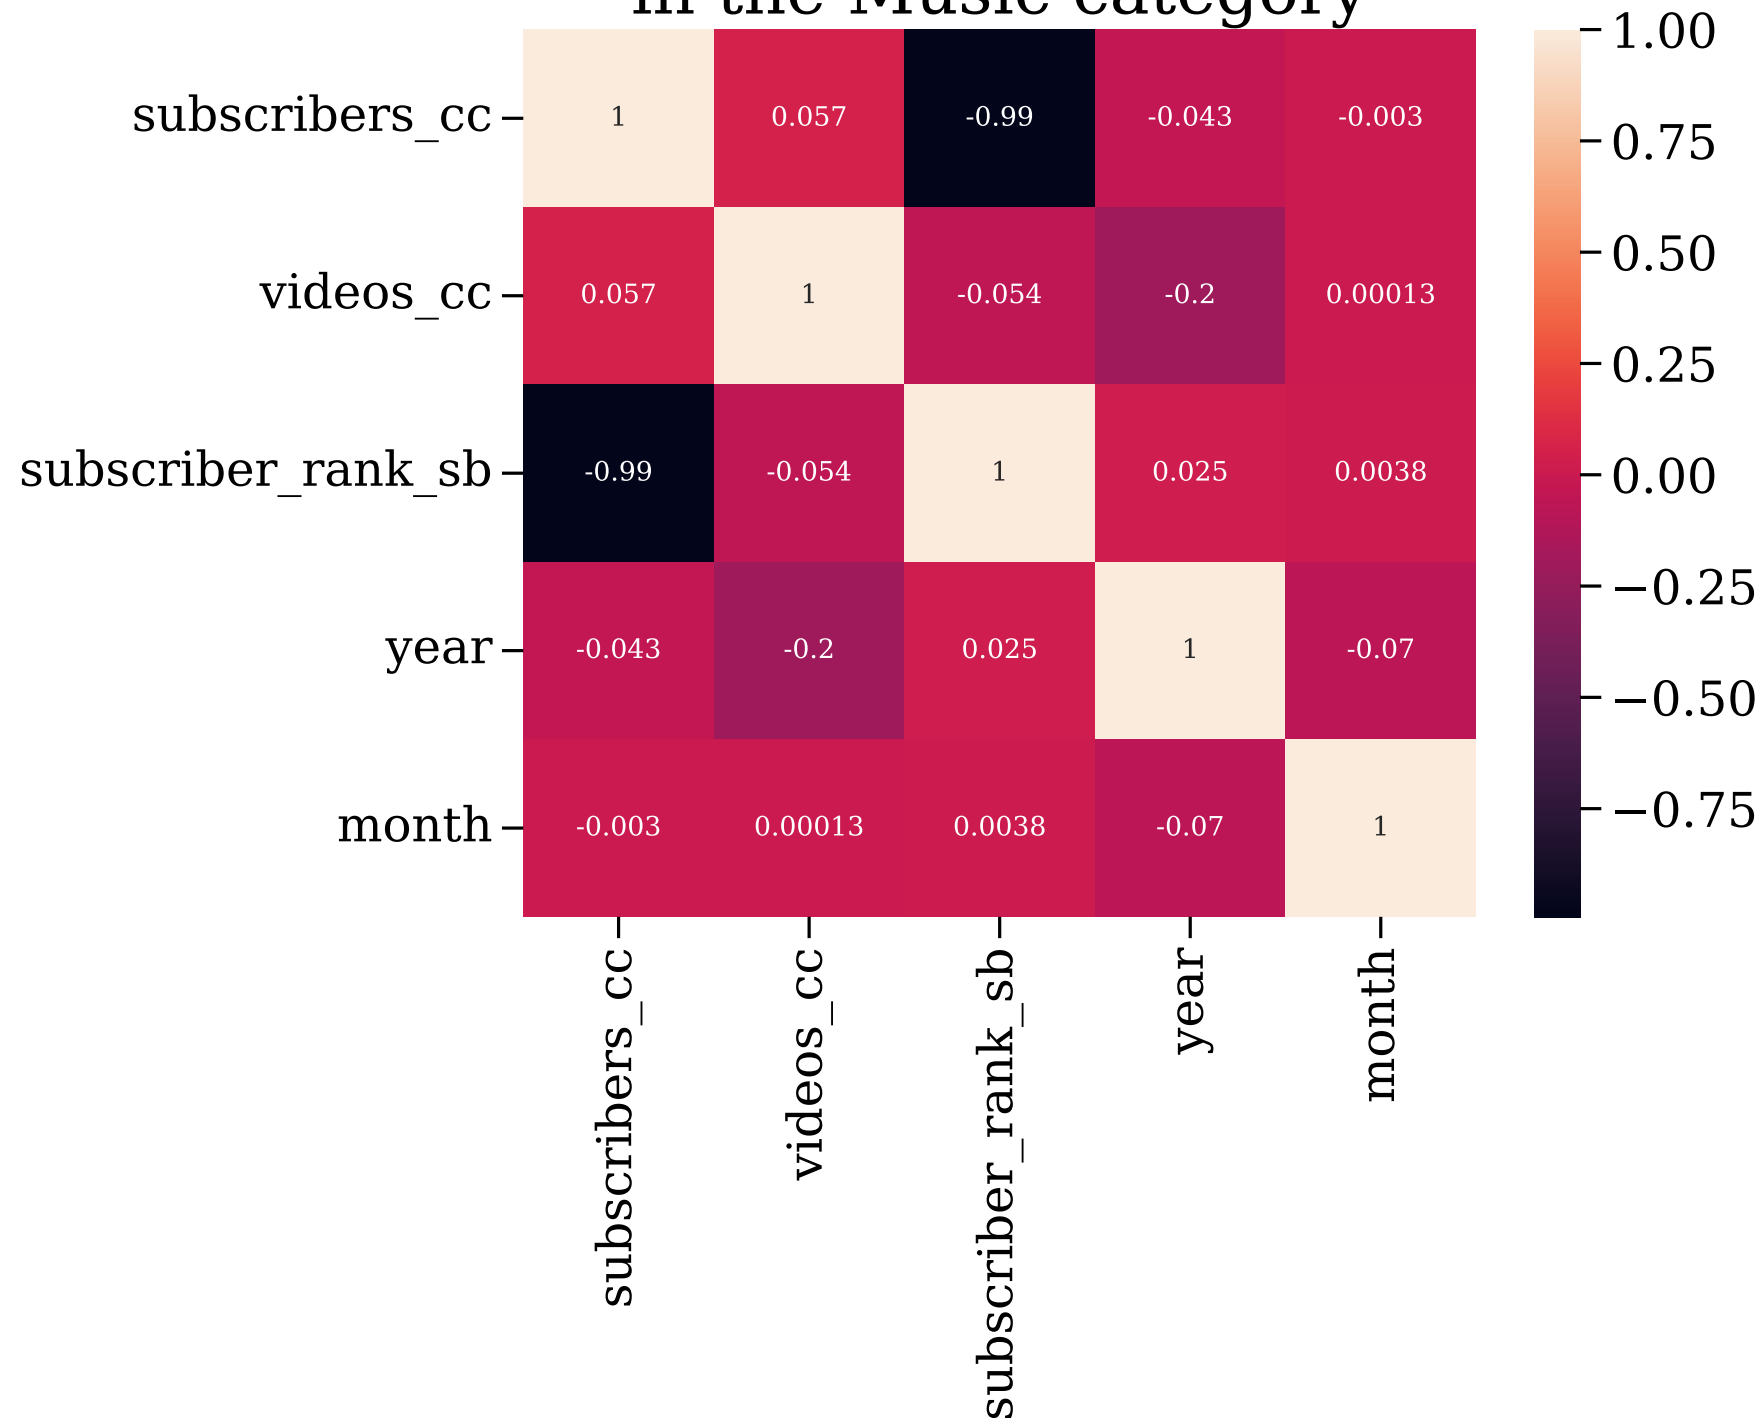 in the Music category
subscribers_cc 1 0.057 -0.99 -0.043 -0.003
videos_cc 0.057 1 -0.054 -0.2 0.00013
subscriber_rank_sb -0.99 -0.054 1 0.025 0.0038
year -0.043 -0.2 0.025 1 -0.07
month -0.003 0.00013 0.0038 -0.07 1
subscribers_cc
videos_cc
subscriber_rank_sb
year
month
1.00
0.75
0.50
0.25
0.00
−0.25
−0.50
−0.75